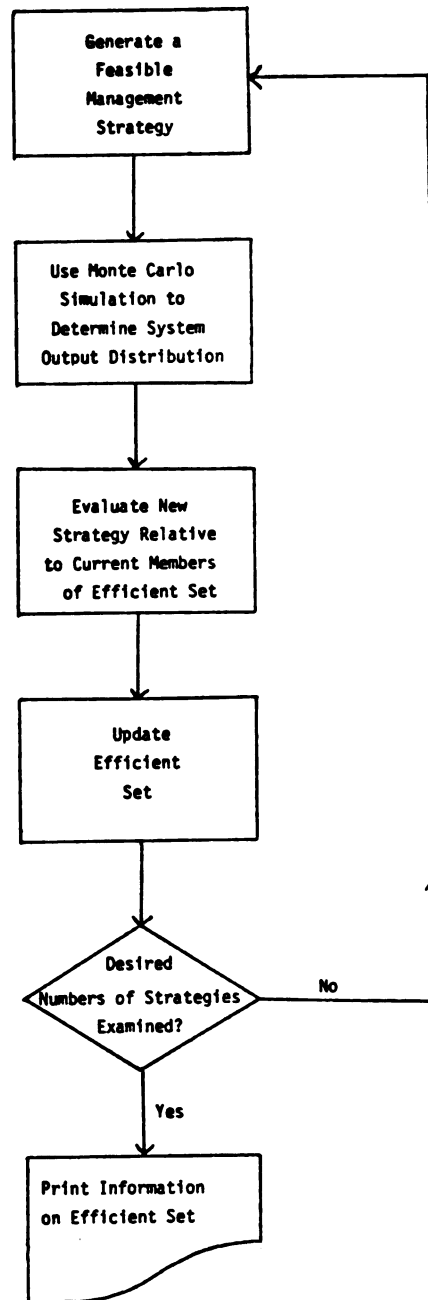 Generate a
Feasible
Management
Strategy
Use Monte Carlo
Simulation to
Determine System
Output Distribution
Evaluate New
Strategy Relative
to Current Members
of Efficient Set
Update
Efficient
Set
Desired
Numbers of Strategies
Examined?
No
Yes
Print Information
on Efficient Set